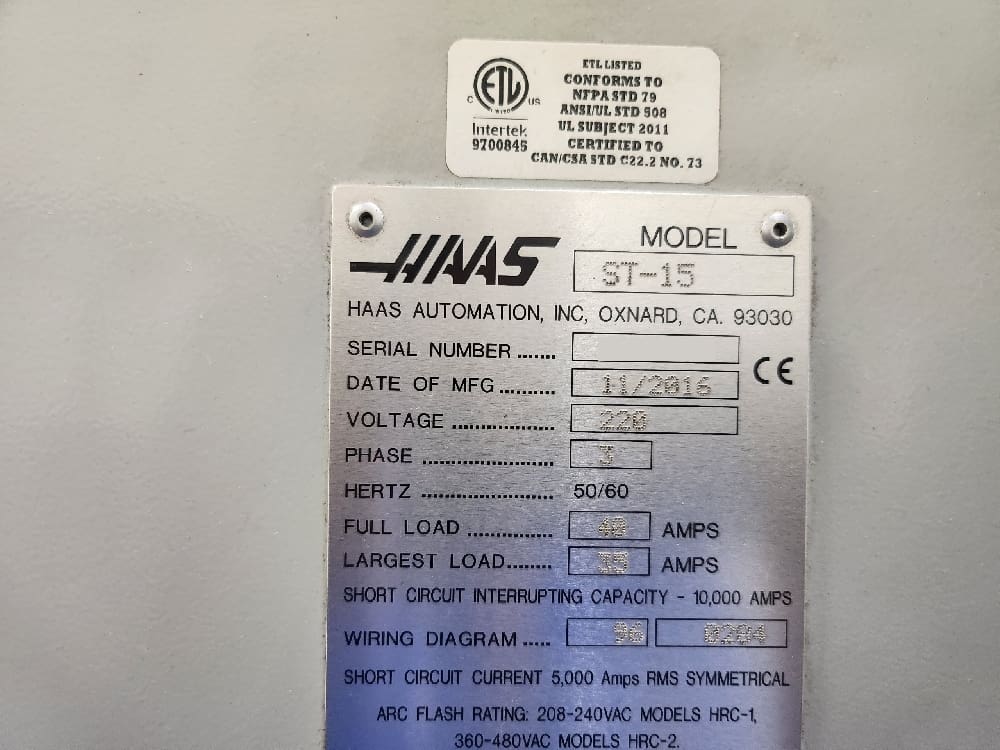 ETL LISTED
CONFORMS TO
NFPA STD 79
ANSI/UL STD 508
UL SUBJECT 2011
CERTIFIED TO
CAN/CSA STD C22.2 NO. 73
C ETL US
Intertek
9700845
HAAS
MODEL
ST-15
HAAS AUTOMATION, INC, OXNARD, CA. 93030
SERIAL NUMBER .......
CE
DATE OF MFG.......... 11/2016
VOLTAGE .................. 220
PHASE ....................... 3
HERTZ ....................... 50/60
FULL LOAD ............... 40 AMPS
LARGEST LOAD........ 35 AMPS
SHORT CIRCUIT INTERRUPTING CAPACITY - 10,000 AMPS
WIRING DIAGRAM ..... 96 0204
SHORT CIRCUIT CURRENT 5,000 Amps RMS SYMMETRICAL
ARC FLASH RATING: 208-240VAC MODELS HRC-1,
360-480VAC MODELS HRC-2.